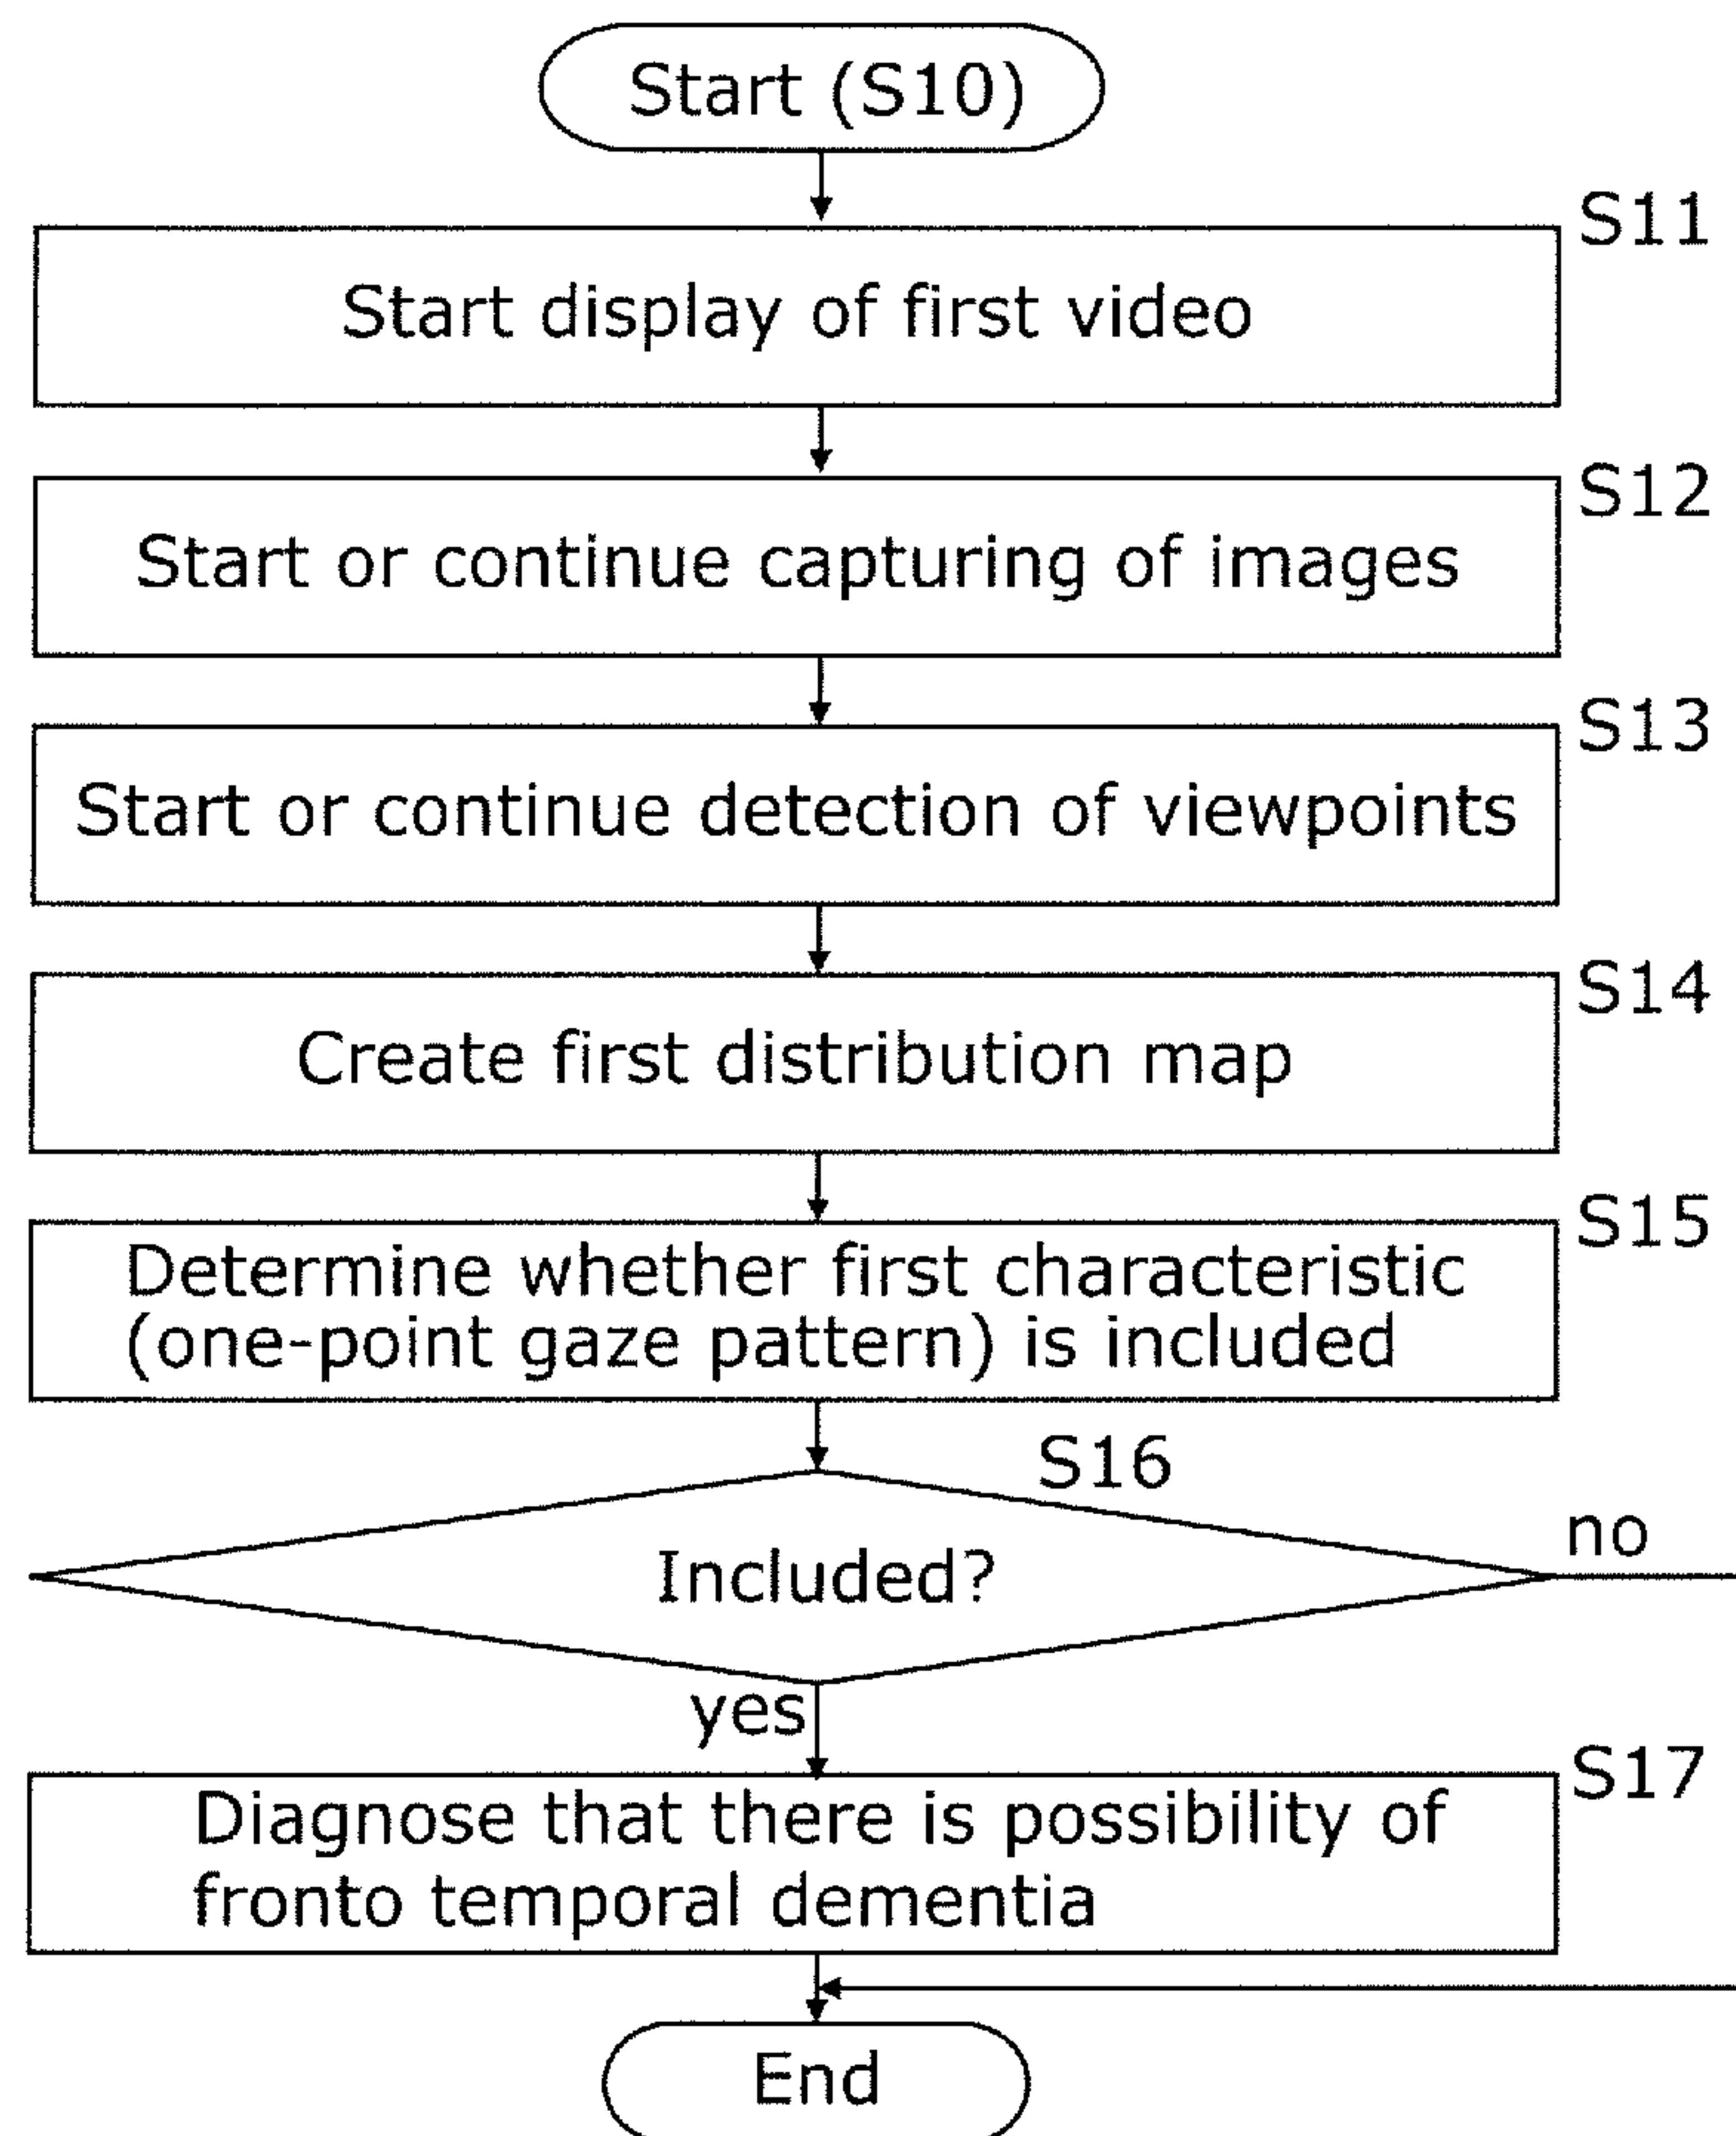 Start (S10)
S11
Start display of first video
S12
Start or continue capturing of images
S13
Start or continue detection of viewpoints
S14
Create first distribution map
S15
Determine whether first characteristic
(one-point gaze pattern) is included
S16
Included?
no
yes
S17
Diagnose that there is possibility of
fronto temporal dementia
End